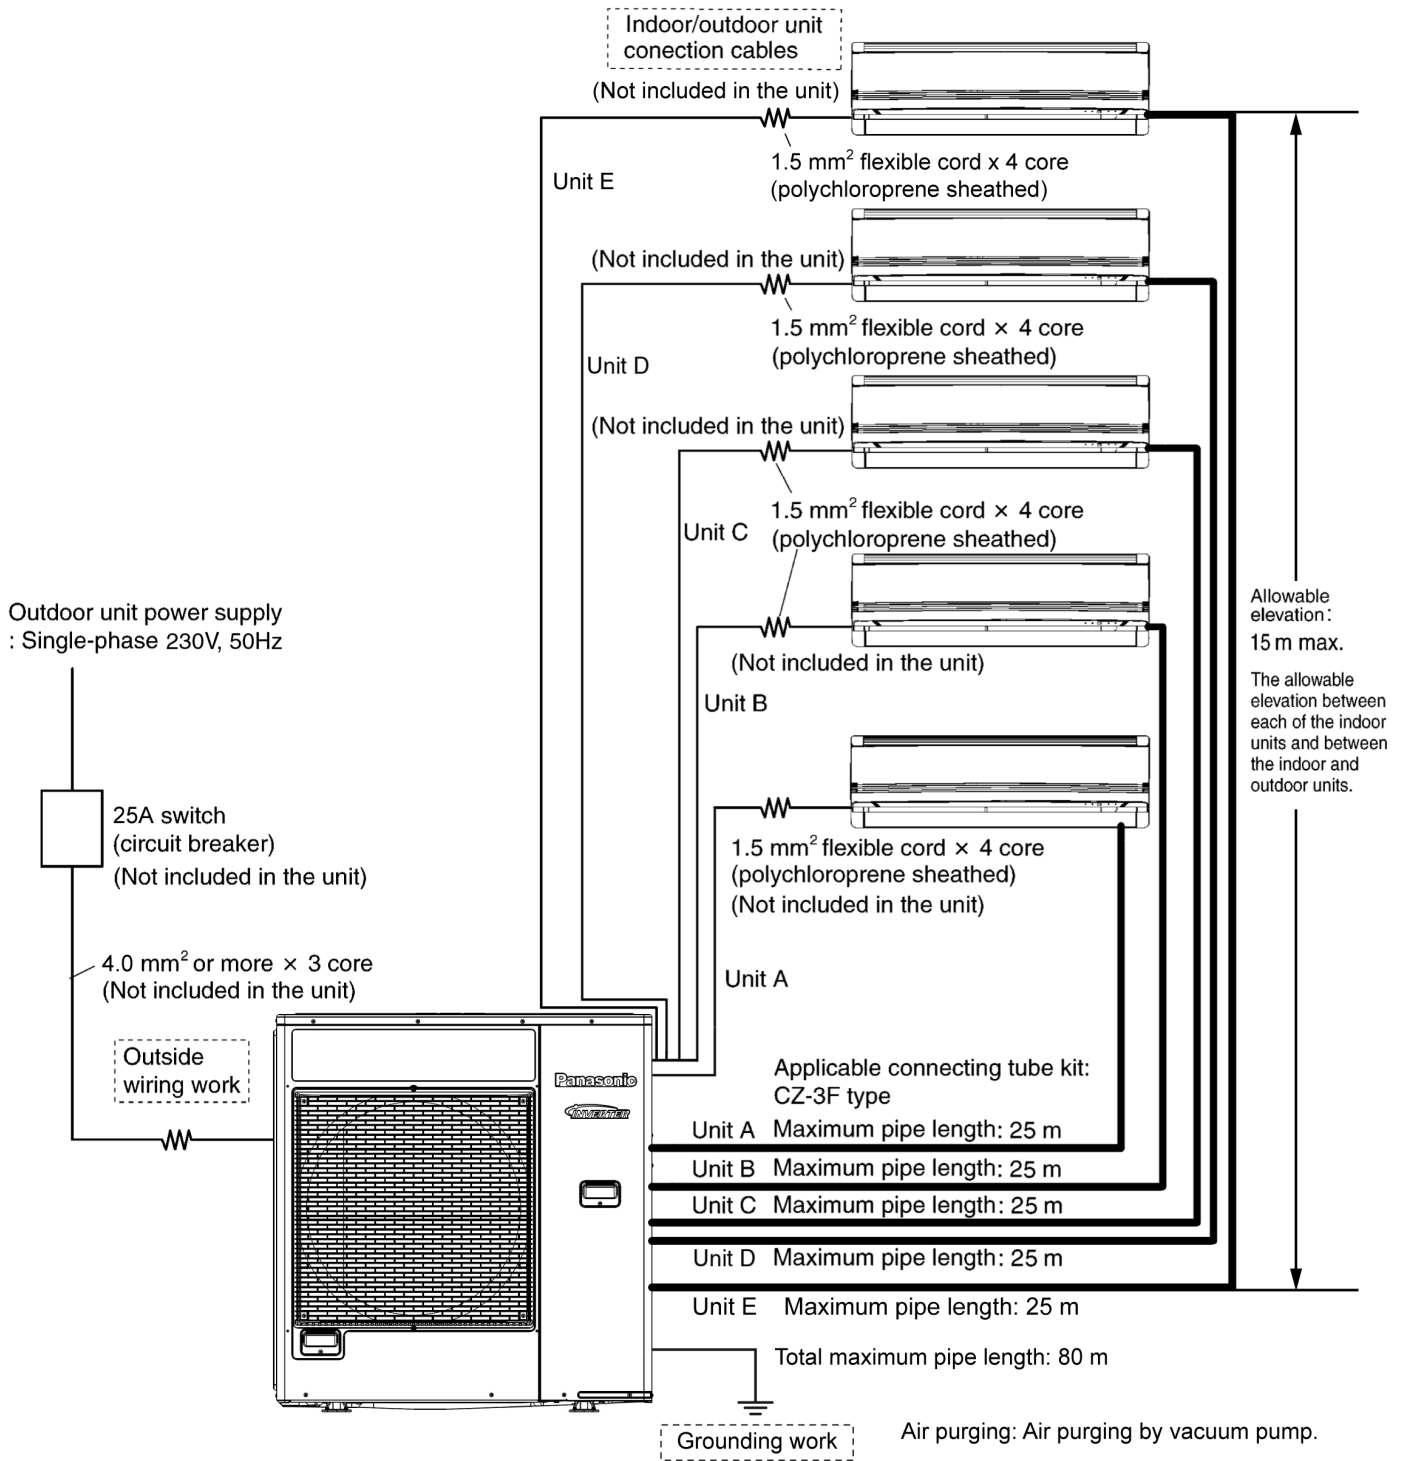 Indoor/outdoor unit
conection cables
(Not included in the unit)
1.5 mm² flexible cord x 4 core
(polychloroprene sheathed)
Unit E
(Not included in the unit)
1.5 mm² flexible cord × 4 core
(polychloroprene sheathed)
Unit D
(Not included in the unit)
1.5 mm² flexible cord × 4 core
(polychloroprene sheathed)
Unit C
(Not included in the unit)
Unit B
1.5 mm² flexible cord × 4 core
(polychloroprene sheathed)
(Not included in the unit)
Unit A
Allowable
elevation:
15 m max.
The allowable
elevation between
each of the indoor
units and between
the indoor and
outdoor units.
Outdoor unit power supply
: Single-phase 230V, 50Hz
25A switch
(circuit breaker)
(Not included in the unit)
4.0 mm² or more × 3 core
(Not included in the unit)
Outside
wiring work
Panasonic
INVERTER
Applicable connecting tube kit:
CZ-3F type
Unit A Maximum pipe length: 25 m
Unit B Maximum pipe length: 25 m
Unit C Maximum pipe length: 25 m
Unit D Maximum pipe length: 25 m
Unit E Maximum pipe length: 25 m
Total maximum pipe length: 80 m
Grounding work
Air purging: Air purging by vacuum pump.